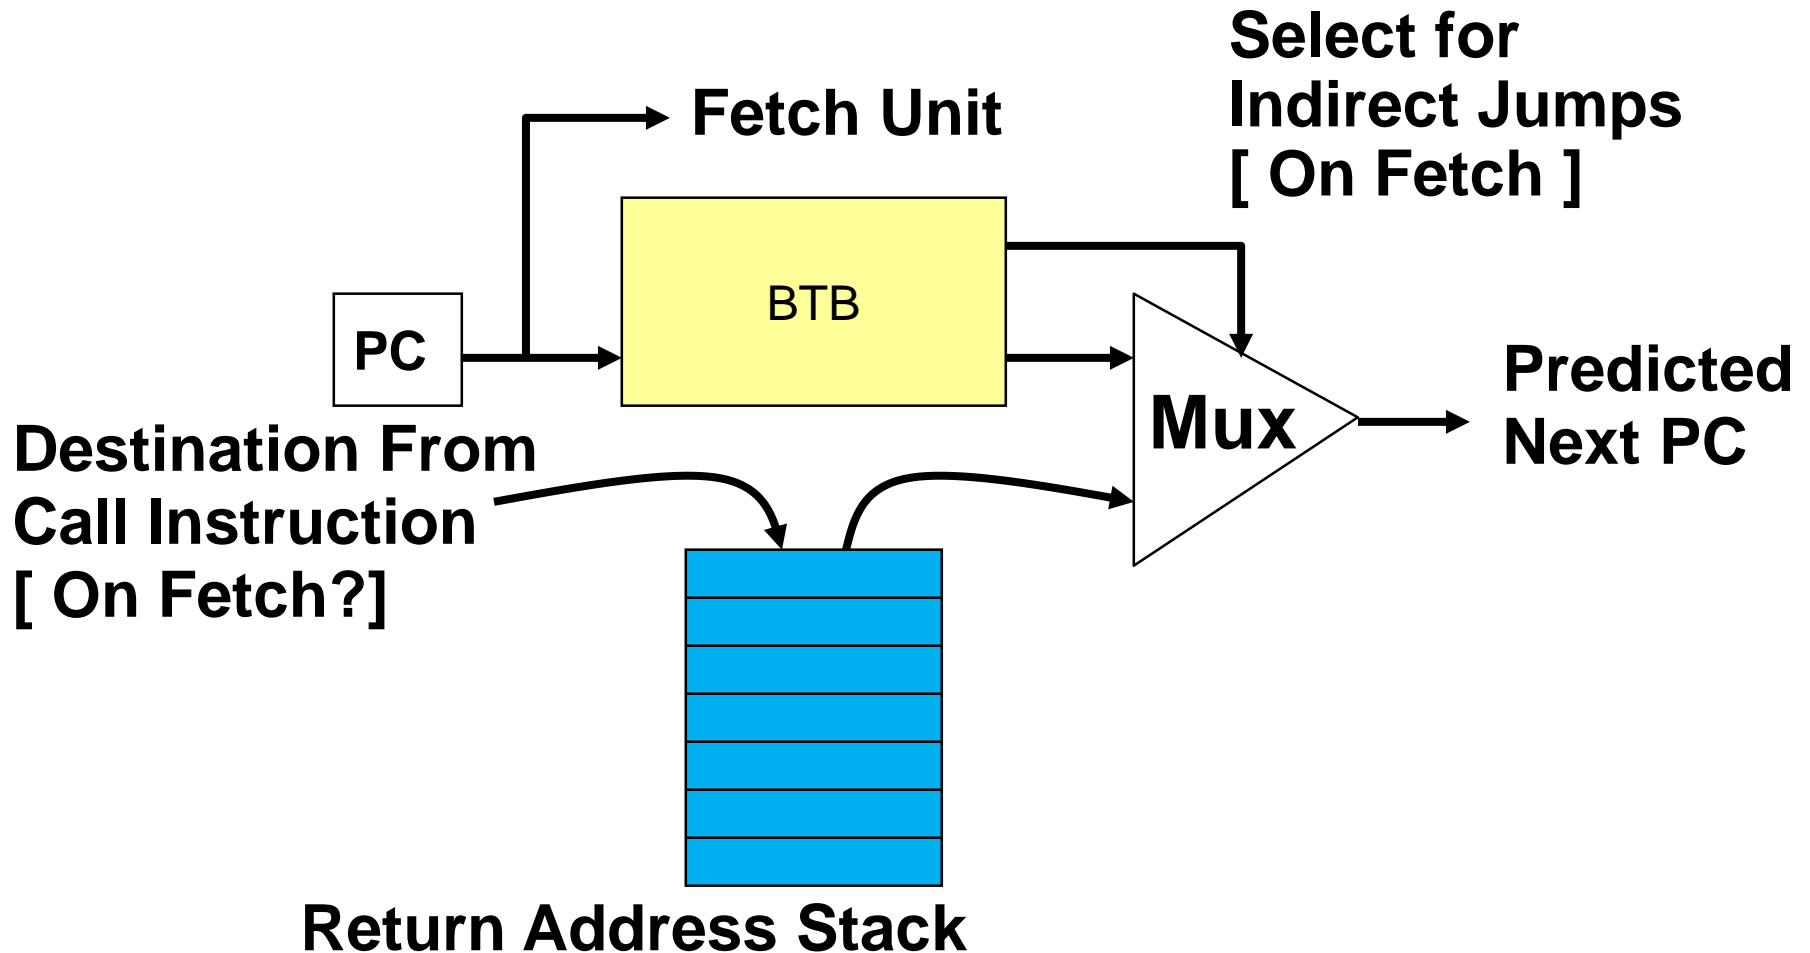 Select for
Indirect Jumps
[ On Fetch ]
Fetch Unit
BTB
PC
Mux
Predicted
Next PC
Destination From
Call Instruction
[ On Fetch?]
Return Address Stack